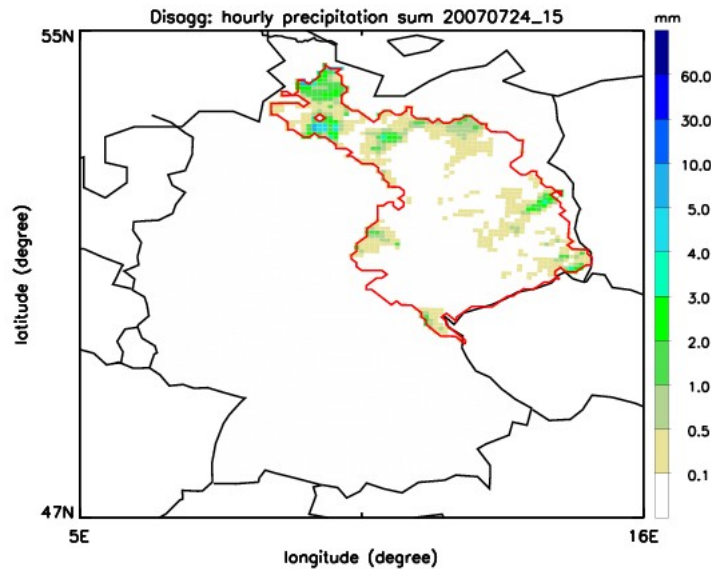 Disagg: hourly precipitation sum 20070724_15
mm
55N
60.0
30.0
10.0
5.0
4.0
3.0
2.0
1.0
0.5
0.1
latitude (degree)
47N
5E
16E
longitude (degree)